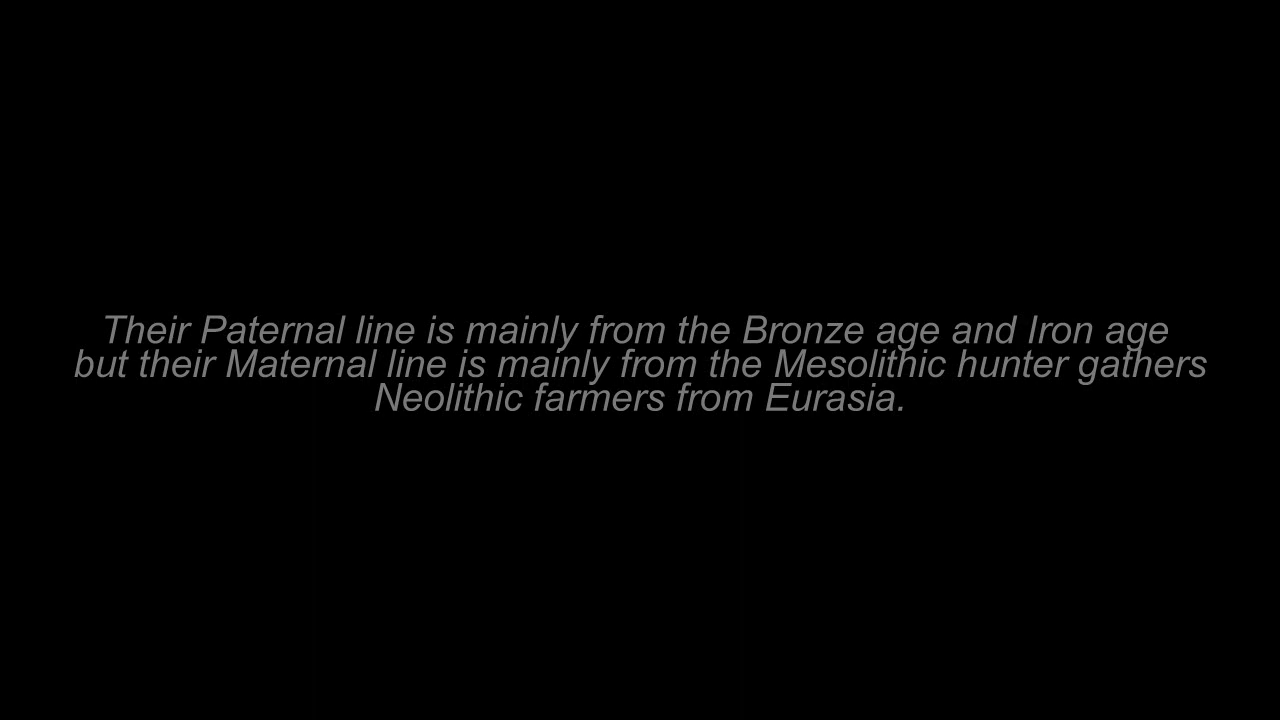 Their Paternal line is mainly from the Bronze age and Iron age
but their Maternal line is mainly from the Mesolithic hunter gathers
Neolithic farmers from Eurasia.